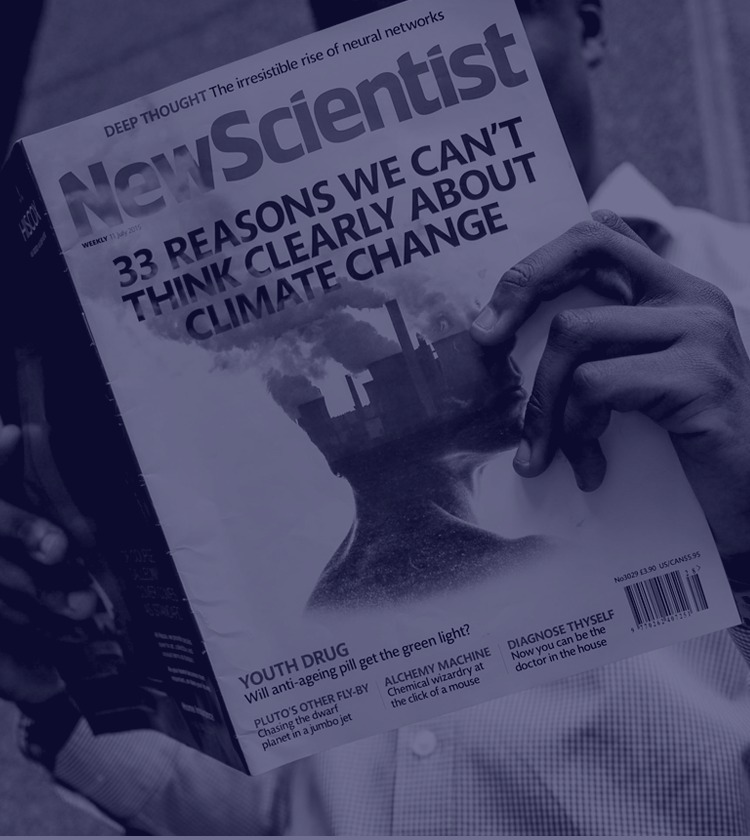 DEEP THOUGHT The irresistible rise of neural networks
NewScientist
WEEKLY 11 July 2015
33 REASONS WE CAN'T
THINK CLEARLY ABOUT
CLIMATE CHANGE
No3029 £3.90 US/CAN$5.95
YOUTH DRUG
Will anti-ageing pill get the green light?
PLUTO'S OTHER FLY-BY
Chasing the dwarf
planet in a jumbo jet
ALCHEMY MACHINE
Chemical wizardry at
the click of a mouse
DIAGNOSE THYSELF
Now you can be the
doctor in the house